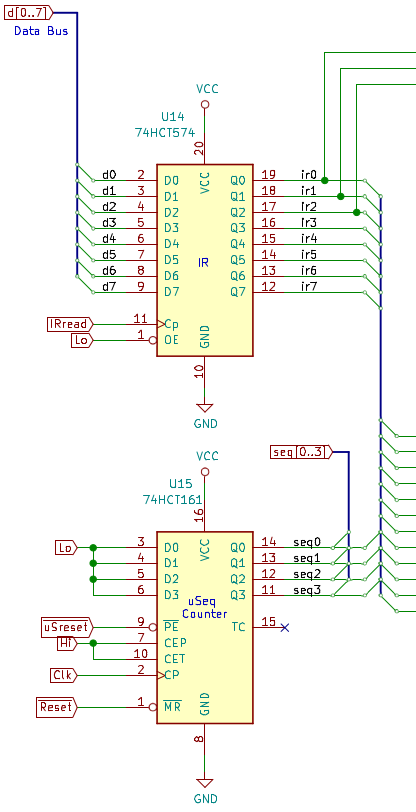 d[0..7]
Data Bus
VCC
U14
74HCT574
20
VCC
d0 2 D0 Q0 19 ir0
d1 3 D1 Q1 18 ir1
d2 4 D2 Q2 17 ir2
d3 5 D3 Q3 16 ir3
d4 6 D4 Q4 15 ir4
d5 7 D5 IR Q5 14 ir5
d6 8 D6 Q6 13 ir6
d7 9 D7 Q7 12 ir7
IRread 11 Cp
Lo 1 OE
GND
10
GND
VCC
seq[0..3]
U15
74HCT161
16
VCC
Lo 3 D0 Q0 14 seq0
4 D1 Q1 13 seq1
5 D2 Q2 12 seq2
6 D3 Q3 11 seq3
uSeq
Counter
uSreset 9 PE TC 15
Hi 7 CEP
10 CET
Clk 2 CP
Reset 1 MR
GND
8
GND